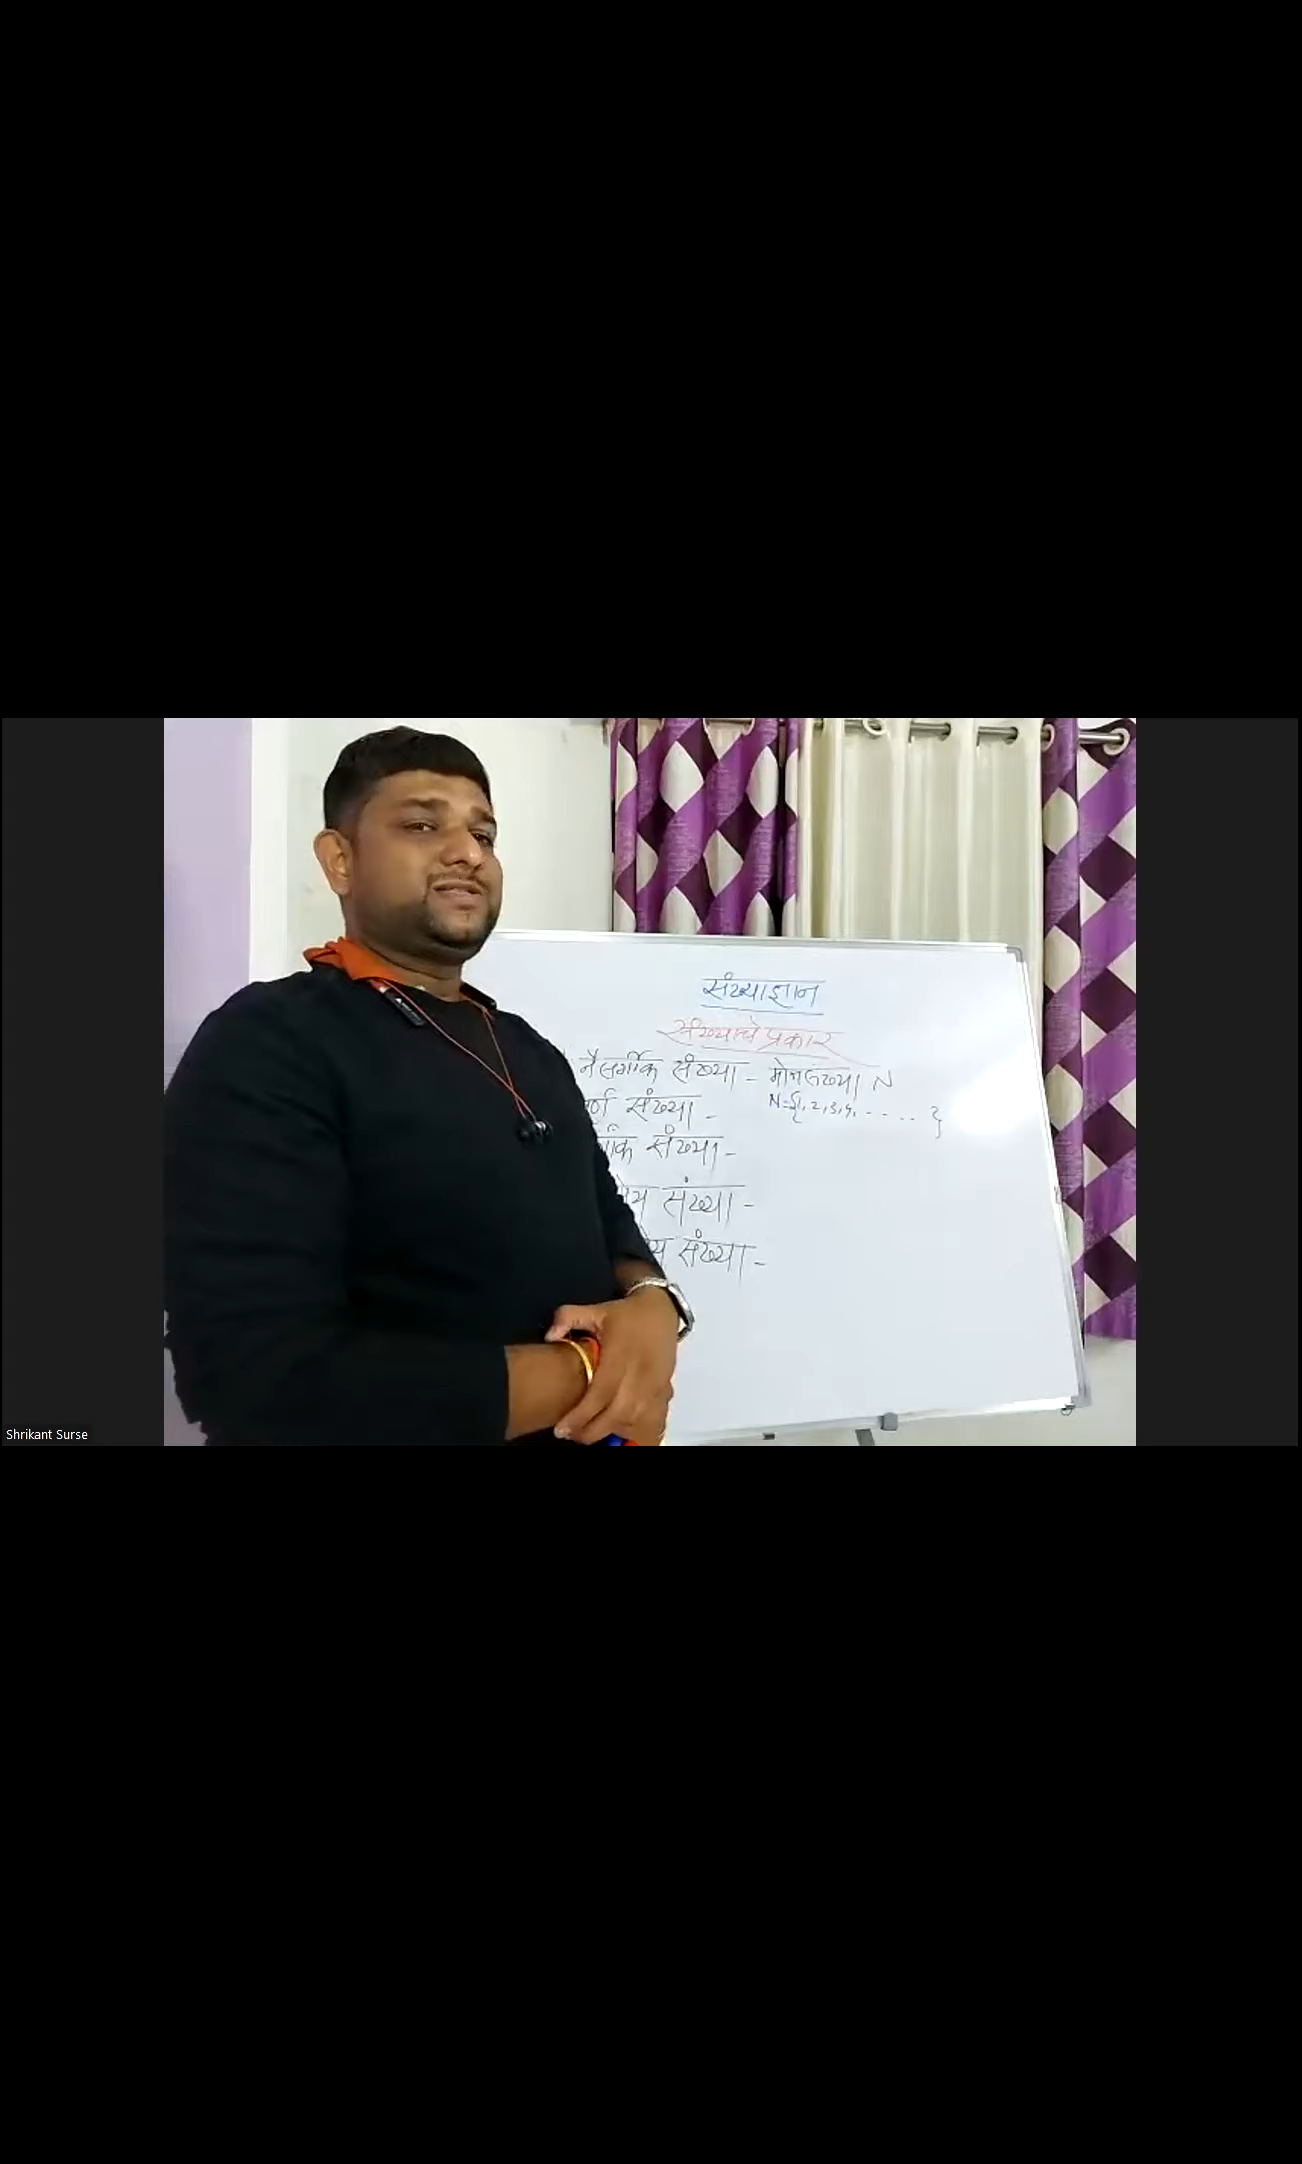 संख्याज्ञान
संख्याचे प्रकार
नैसर्गीक संख्या - मोजसंख्या N
N={1, 2, 3, 4, - - - . . . }
र्ण संख्या -
र्णांक संख्या -
मेय संख्या -
मेय संख्या -
Shrikant Surse